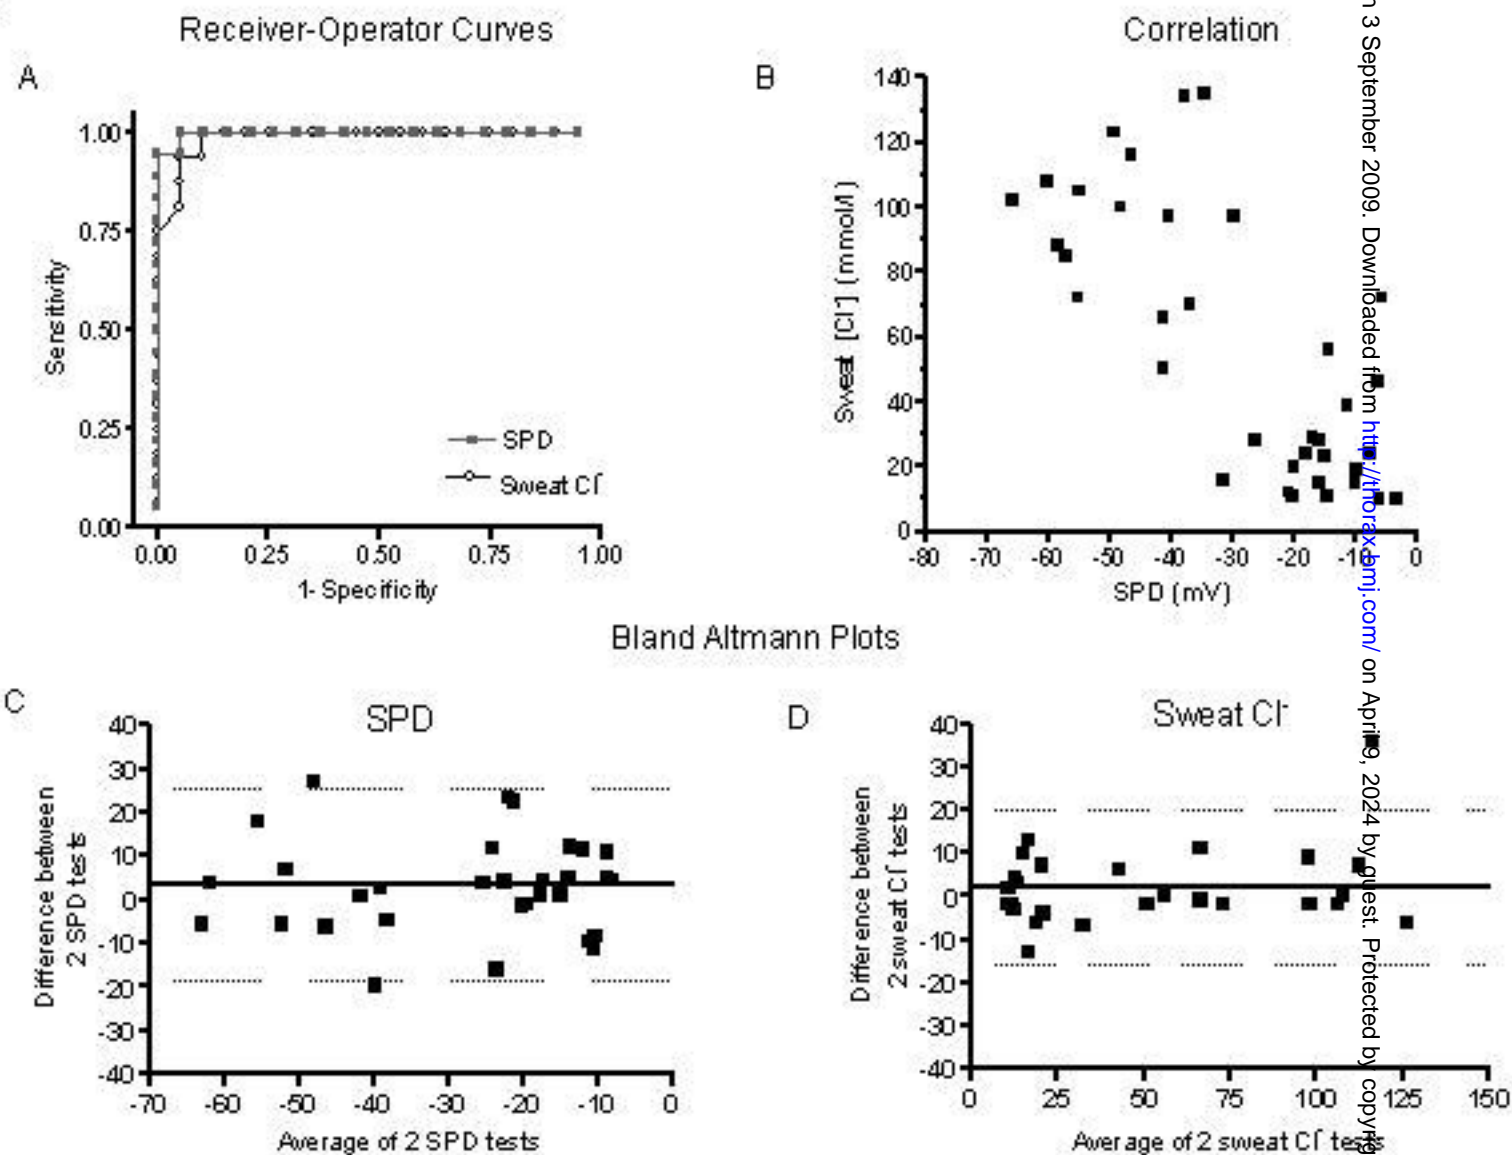 Receiver-Operator Curves
A
1.00
0.75
0.50
0.25
0.00
Sensitivity
SPD
Sweat Cl⁻
0.00 0.25 0.50 0.75 1.00
1- Specificity
Correlation
B
140
120
100
80
60
40
20
0
Sweat [Cl⁻] (mmol/l)
-80 -70 -60 -50 -40 -30 -20 -10 0
SPD (mV)
Bland Altmann Plots
C
SPD
40
30
20
10
0
-10
-20
-30
-40
Difference between
2 SPD tests
-70 -60 -50 -40 -30 -20 -10 0
Average of 2 SPD tests
D
Sweat Cl⁻
40
30
20
10
0
-10
-20
-30
-40
Difference between
2 sweat Cl⁻ tests
0 25 50 75 100 125 150
Average of 2 sweat Cl⁻ tests
3 September 2009. Downloaded from http://thorax.bmj.com/ on April 9, 2024 by guest. Protected by